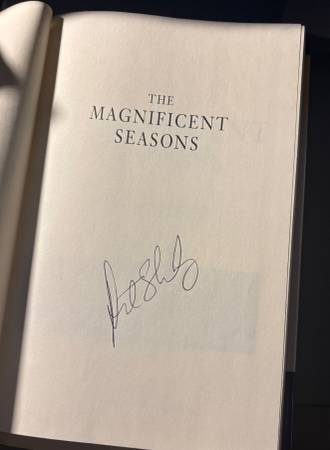 THE
MAGNIFICENT
SEASONS